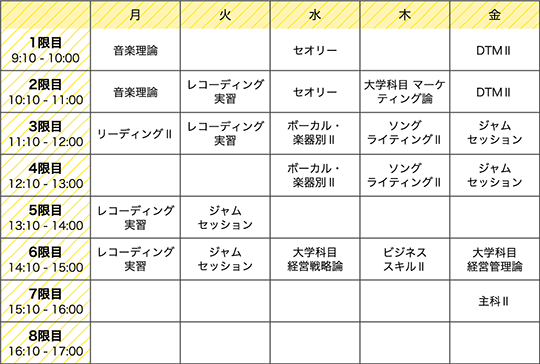 月 火 水 木 金
1限目
9:10 - 10:00
音楽理論
セオリー
DTMⅡ
2限目
10:10 - 11:00
音楽理論
レコーディング
実習
セオリー
大学科目 マーケ
ティング論
DTMⅡ
3限目
11:10 - 12:00
リーディングⅡ
レコーディング
実習
ボーカル・
楽器別Ⅱ
ソング
ライティングⅡ
ジャム
セッション
4限目
12:10 - 13:00
ボーカル・
楽器別Ⅱ
ソング
ライティングⅡ
ジャム
セッション
5限目
13:10 - 14:00
レコーディング
実習
ジャム
セッション
6限目
14:10 - 15:00
レコーディング
実習
ジャム
セッション
大学科目
経営戦略論
ビジネス
スキルⅡ
大学科目
経営管理論
7限目
15:10 - 16:00
主科Ⅱ
8限目
16:10 - 17:00